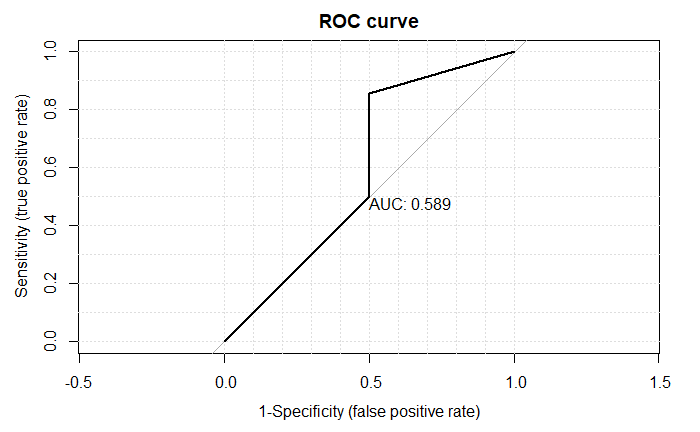 ROC curve
Sensitivity (true positive rate)
1.0
0.8
0.6
0.4
0.2
0.0
AUC: 0.589
-0.5 0.0 0.5 1.0 1.5
1-Specificity (false positive rate)